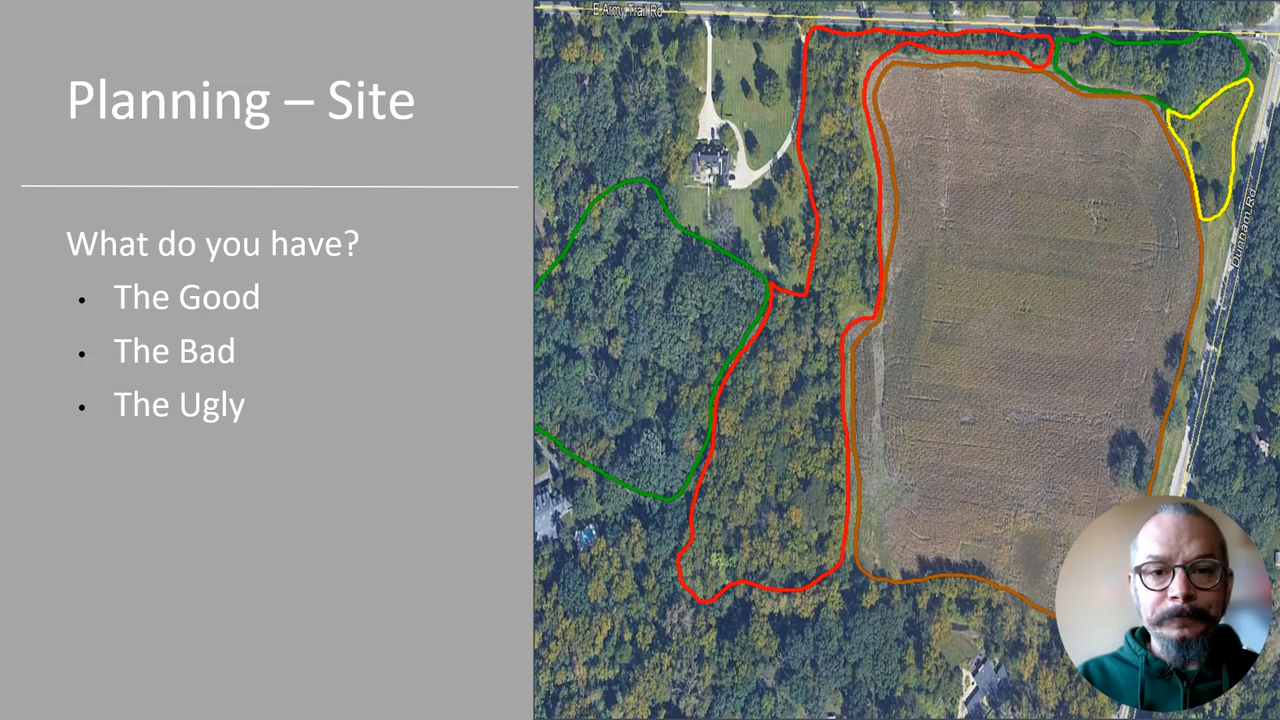 Planning – Site
What do you have?
• The Good
• The Bad
• The Ugly
E Army Trail Rd
Dunham Rd